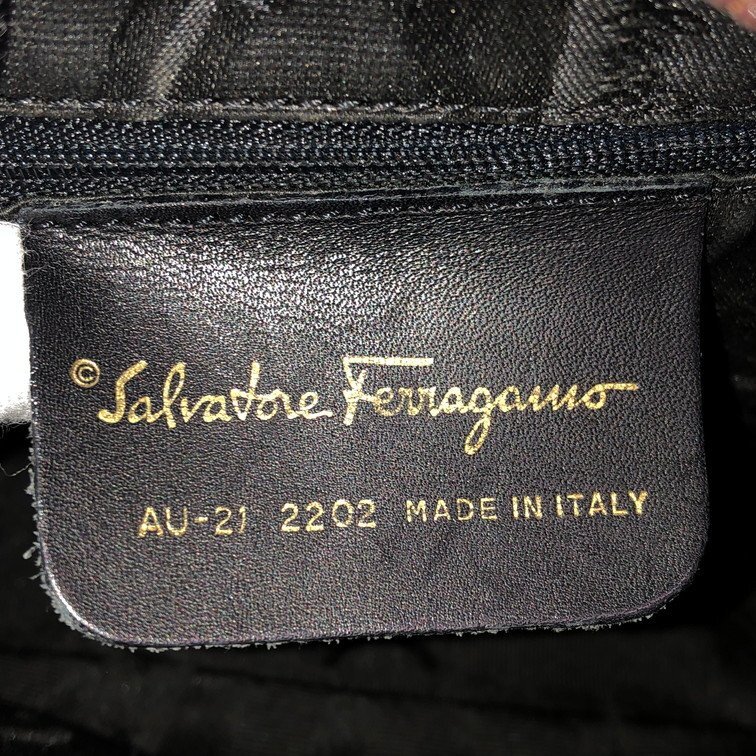 © Salvatore Ferragamo
AU-21 2202 MADE IN ITALY